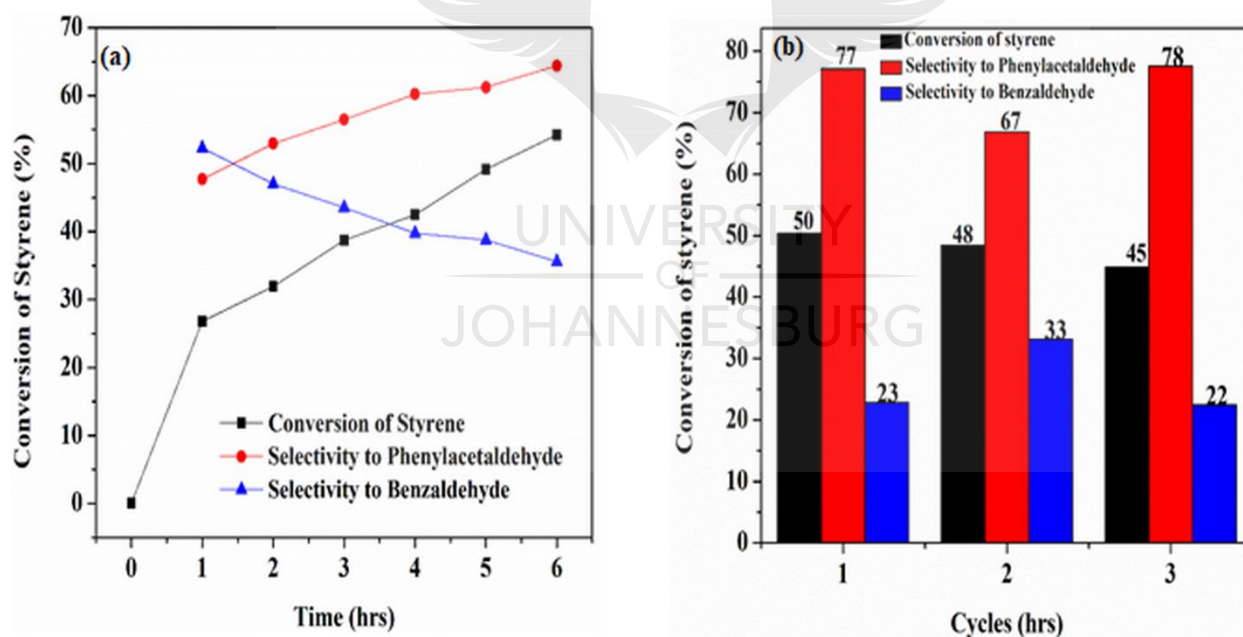 (a)
Conversion of Styrene (%)
70
60
50
40
30
20
10
0
Conversion of Styrene
Selectivity to Phenylacetaldehyde
Selectivity to Benzaldehyde
0 1 2 3 4 5 6
Time (hrs)
(b)
Conversion of styrene (%)
80
70
60
50
40
30
20
10
0
Conversion of styrene
Selectivity to Phenylacetaldehyde
Selectivity to Benzaldehyde
50 77 23
48 67 33
45 78 22
1 2 3
Cycles (hrs)
UNIVERSITY
OF
JOHANNESBURG